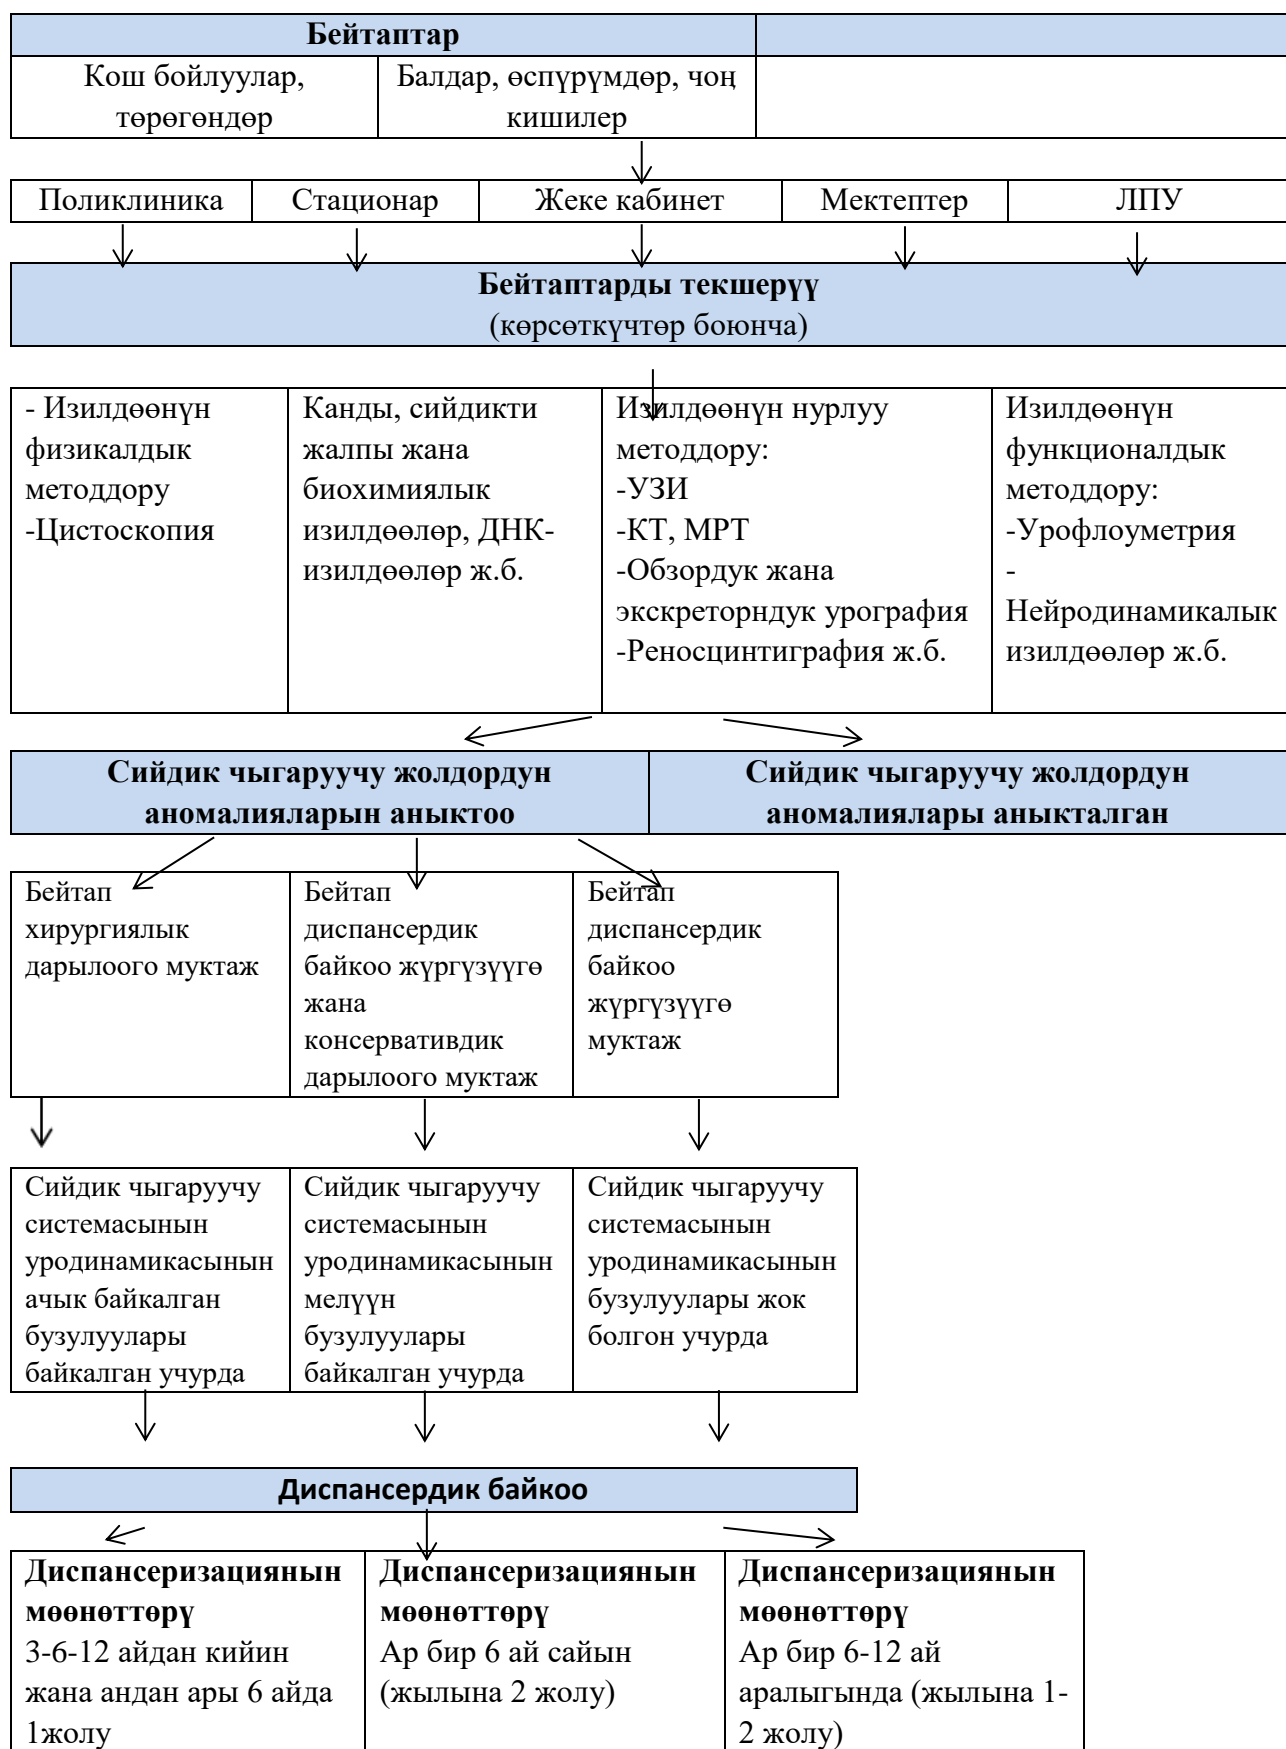 Бейтаптар
Кош бойлуулар,
төрөгөндөр
Балдар, өспүрүмдөр, чоң
кишилер
Поликлиника
Стационар
Жеке кабинет
Мектептер
ЛПУ
Бейтаптарды текшерүү
(көрсөткүчтөр боюнча)
- Изилдөөнүн
физикалдык
методдору
-Цистоскопия
Канды, сийдикти
жалпы жана
биохимиялык
изилдөөлөр, ДНК-
изилдөөлөр ж.б.
Изилдөөнүн нурлуу
методдору:
-УЗИ
-КТ, МРТ
-Обзордук жана
экскреторндук урография
-Реносцинтиграфия ж.б.
Изилдөөнүн
функционалдык
методдору:
-Урофлоуметрия
-
Нейродинамикалык
изилдөөлөр ж.б.
Сийдик чыгаруучу жолдордун
аномалияларын аныктоо
Сийдик чыгаруучу жолдордун
аномалиялары аныкталган
Бейтап
хирургиялык
дарылоого муктаж
Бейтап
диспансердик
байкоо жүргүзүүгө
жана
консервативдик
дарылоого муктаж
Бейтап
диспансердик
байкоо
жүргүзүүгө
муктаж
Сийдик чыгаруучу
системасынын
уродинамикасынын
ачык байкалган
бузулуулары
байкалган учурда
Сийдик чыгаруучу
системасынын
уродинамикасынын
мелүүн
бузулуулары
байкалган учурда
Сийдик чыгаруучу
системасынын
уродинамикасынын
бузулуулары жок
болгон учурда
Диспансердик байкоо
Диспансеризациянын
мөөнөттөрү
3-6-12 айдан кийин
жана андан ары 6 айда
1жолу
Диспансеризациянын
мөөнөттөрү
Ар бир 6 ай сайын
(жылына 2 жолу)
Диспансеризациянын
мөөнөттөрү
Ар бир 6-12 ай
аралыгында (жылына 1-
2 жолу)